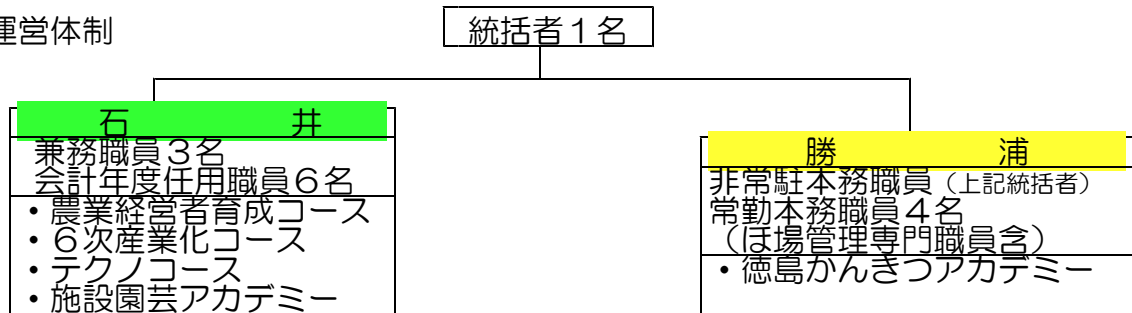 運営体制
統括者１名
石　井
兼務職員３名
会計年度任用職員６名
・農業経営者育成コース
・６次産業化コース
・テクノコース
・施設園芸アカデミー
勝　浦
非常駐本務職員（上記統括者）
常勤本務職員４名
（ほ場管理専門職員含）
・徳島かんきつアカデミー